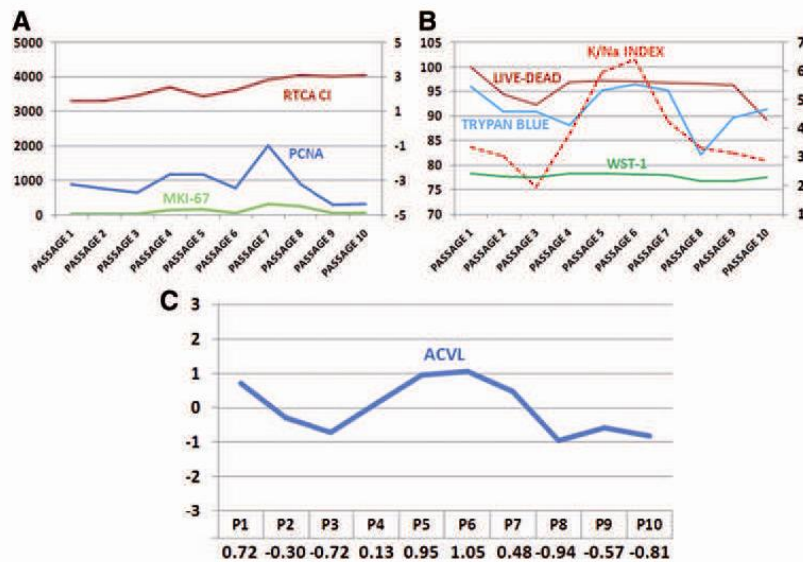 A
5000
4000
3000
2000
1000
0
5
3
1
-1
-3
-5
RTCA CI
PCNA
MKI-67
PASSAGE 1
PASSAGE 2
PASSAGE 3
PASSAGE 4
PASSAGE 5
PASSAGE 6
PASSAGE 7
PASSAGE 8
PASSAGE 9
PASSAGE 10
B
105
100
95
90
85
80
75
70
7
6
5
4
3
2
1
K/Na INDEX
LIVE-DEAD
TRYPAN BLUE
WST-1
PASSAGE 1
PASSAGE 2
PASSAGE 3
PASSAGE 4
PASSAGE 5
PASSAGE 6
PASSAGE 7
PASSAGE 8
PASSAGE 9
PASSAGE 10
C
3
2
1
0
-1
-2
-3
ACVL
P1 P2 P3 P4 P5 P6 P7 P8 P9 P10
0.72 -0.30 -0.72 0.13 0.95 1.05 0.48 -0.94 -0.57 -0.81